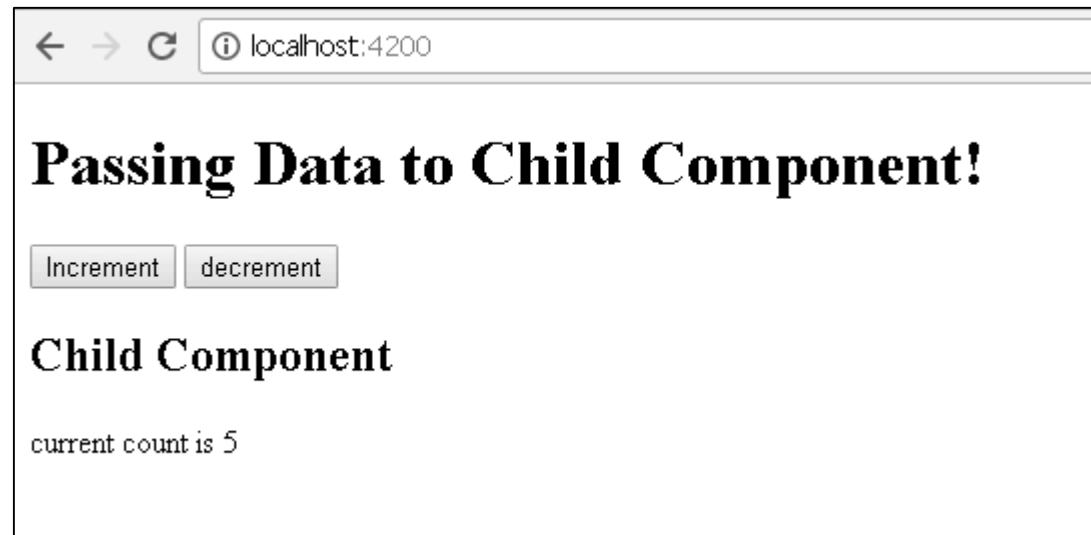 localhost:4200
Passing Data to Child Component!
Increment decrement
Child Component
current count is 5